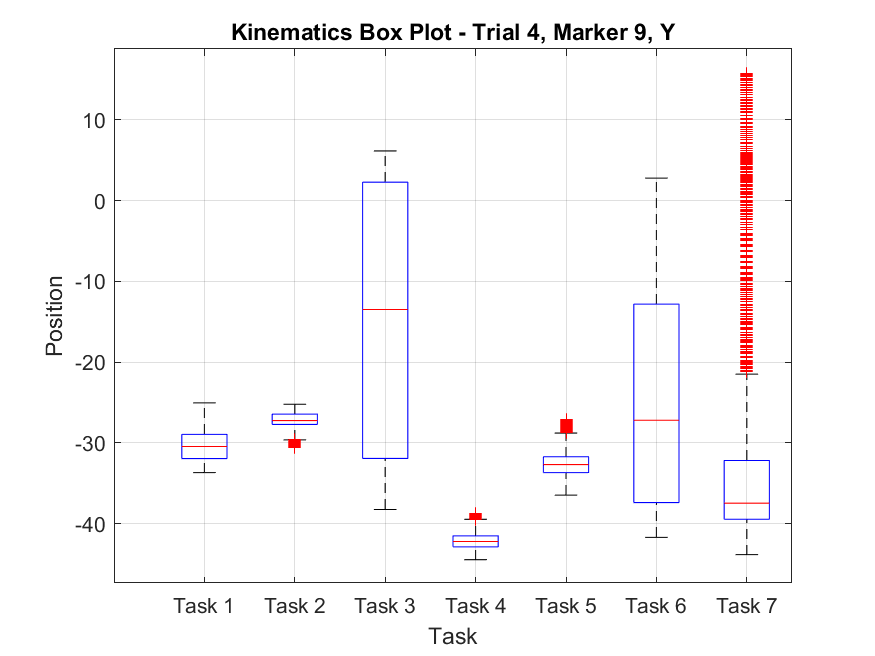 Kinematics Box Plot - Trial 4, Marker 9, Y
10
0
-10
-20
-30
-40
Position
Task 1 Task 2 Task 3 Task 4 Task 5 Task 6 Task 7
Task